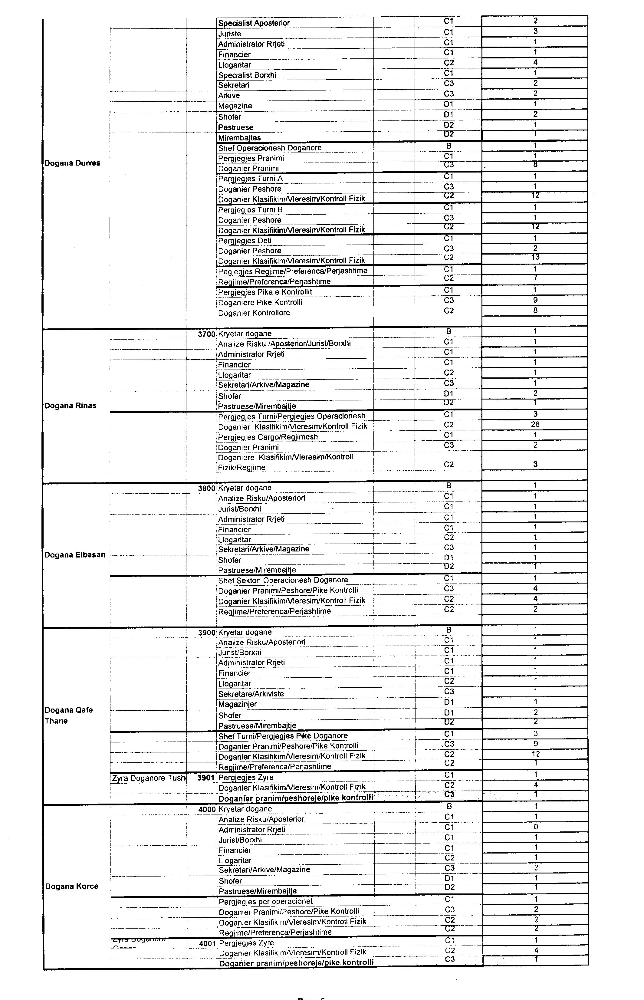 Specialist Aposterior C1 2
Juriste C1 3
Administrator Rrjeti C1 1
Financier C1 1
Llogaritar C2 4
Specialist Borxhi C1 1
Sekretari C3 2
Arkive C3 2
Magazine D1 1
Shofer D1 2
Pastruese D2 1
Mirembajtes D2 1
Shef Operacionesh Doganore B 1
Pergjegjes Pranimi C1 1
Dogana Durres
Doganier Pranimi C3 8
Pergjegjes Turni A C1 1
Doganier Peshore C3 1
Doganier Klasifikim/Vleresim/Kontroll Fizik C2 12
Pergjegjes Turni B C1 1
Doganier Peshore C3 1
Doganier Klasifikim/Vleresim/Kontroll Fizik C2 12
Pergjegjes Deti C1 1
Doganier Peshore C3 2
Doganier Klasifikim/Vleresim/Kontroll Fizik C2 13
Pegjegjes Regjime/Preferenca/Perjashtime C1 1
Regjime/Preferenca/Perjashtime C2 7
Pergjegjes Pika e Kontrollit C1 1
Doganiere Pike Kontrolli C3 9
Doganier Kontrollore C2 8
3700 Kryetar dogane B 1
Analize Risku /Aposterior/Jurist/Borxhi C1 1
Administrator Rrjeti C1 1
Financier C1 1
Llogaritar C2 1
Sekretari/Arkive/Magazine C3 1
Shofer D1 2
Dogana Rinas Pastruese/Mirembajtje D2 1
Pergjegjes Turni/Pergjegjes Operacionesh C1 3
Doganier Klasifikim/Vleresim/Kontroll Fizik C2 26
Pergjegjes Cargo/Regjimesh C1 1
Doganier Pranimi C3 2
Doganiere Klasifikim/Vleresim/Kontroll
Fizik/Regjime C2 3
3800 Kryetar dogane B 1
Analize Risku/Aposteriori C1 1
Jurist/Borxhi C1 1
Administrator Rrjeti C1 1
Financier C1 1
Llogaritar C2 1
Sekretari/Arkive/Magazine C3 1
Dogana Elbasan
Shofer D1 1
Pastruese/Mirembajtje D2 1
Shef Sektori Operacionesh Doganore C1 1
Doganier Pranimi/Peshore/Pike Kontrolli C3 4
Doganier Klasifikim/Vleresim/Kontroll Fizik C2 4
Regjime/Preferenca/Perjashtime C2 2
3900 Kryetar dogane B 1
Analize Risku/Aposteriori C1 1
Jurist/Borxhi C1 1
Administrator Rrjeti C1 1
Financier C1 1
Llogaritar C2 1
Sekretare/Arkiviste C3 1
Magazinjer D1 1
Dogana Qafe
Shofer D1 2
Thane
Pastruese/Mirembajtje D2 2
Shef Turni/Pergjegjes Pike Doganore C1 3
Doganier Pranimi/Peshore/Pike Kontrolli C3 9
Doganier Klasifikim/Vleresim/Kontroll Fizik C2 12
Regjime/Preferenca/Perjashtime C2 1
Zyra Doganore Tush 3901 Pergjegjes Zyre C1 1
Doganier Klasifikim/Vleresim/Kontroll Fizik C2 4
Doganier pranim/peshoreje/pike kontrolli C3 1
4000 Kryetar dogane B 1
Analize Risku/Aposteriori C1 1
Administrator Rrjeti C1 0
Jurist/Borxhi C1 1
Financier C1 1
Llogaritar C2 1
Sekretari/Arkive/Magazine C3 2
Shofer D1 1
Dogana Korce
Pastruese/Mirembajtje D2 1
Pergjegjes per operacionet C1 1
Doganier Pranimi/Peshore/Pike Kontrolli C3 2
Doganier Klasifikim/Vleresim/Kontroll Fizik C2 2
Regjime/Preferenca/Perjashtime C2 2
Zyra Doganore
4001 Pergjegjes Zyre C1 1
Doganier Klasifikim/Vleresim/Kontroll Fizik C2 4
Doganier pranim/peshoreje/pike kontrolli C3 1